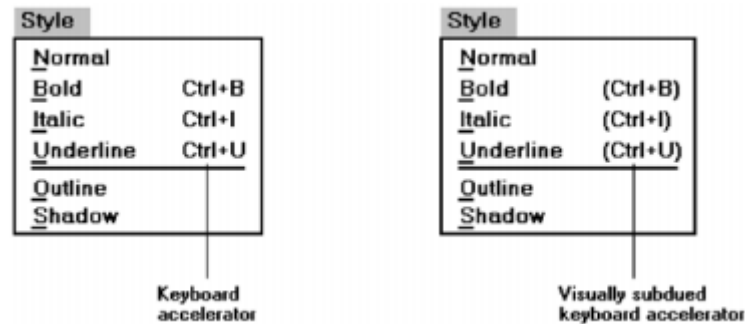 Style
Normal
Bold Ctrl+B
Italic Ctrl+I
Underline Ctrl+U
Outline
Shadow
Keyboard
accelerator
Style
Normal
Bold (Ctrl+B)
Italic (Ctrl+I)
Underline (Ctrl+U)
Outline
Shadow
Visually subdued
keyboard accelerator